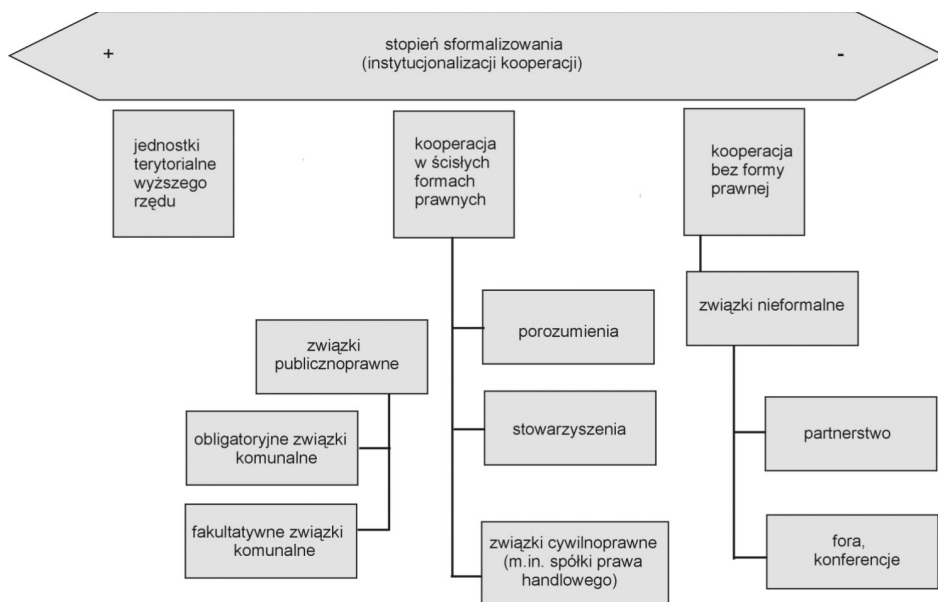 +
stopień sformalizowania
(instytucjonalizacji kooperacji)
-
jednostki
terytorialne
wyższego
rzędu
kooperacja
w ścisłych
formach
prawnych
kooperacja
bez formy
prawnej
związki
publicznoprawne
obligatoryjne związki
komunalne
fakultatywne związki
komunalne
porozumienia
stowarzyszenia
związki cywilnoprawne
(m.in. spółki prawa
handlowego)
związki nieformalne
partnerstwo
fora,
konferencje